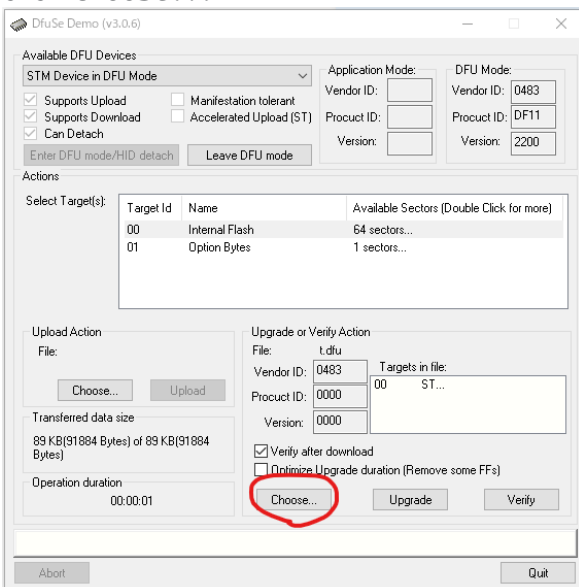 DfuSe Demo (v3.0.6)
Available DFU Devices
STM Device in DFU Mode
Supports Upload
Manifestation tolerant
Supports Download
Accelerated Upload (ST)
Can Detach
Enter DFU mode/HID detach
Leave DFU mode
Application Mode:
Vendor ID:
Procuct ID:
Version:
DFU Mode:
Vendor ID: 0483
Procuct ID: DF11
Version: 2200
Actions
Select Target(s):
Target Id Name Available Sectors (Double Click for more)
00 Internal Flash 64 sectors...
01 Option Bytes 1 sectors...
Upload Action
File:
Choose... Upload
Transferred data size
89 KB(91884 Bytes) of 89 KB(91884
Bytes)
Operation duration
00:00:01
Upgrade or Verify Action
File: t.dfu
Vendor ID: 0483
Procuct ID: 0000
Version: 0000
Targets in file:
00 ST...
Verify after download
Optimize Upgrade duration (Remove some FFs)
Choose... Upgrade Verify
Abort Quit